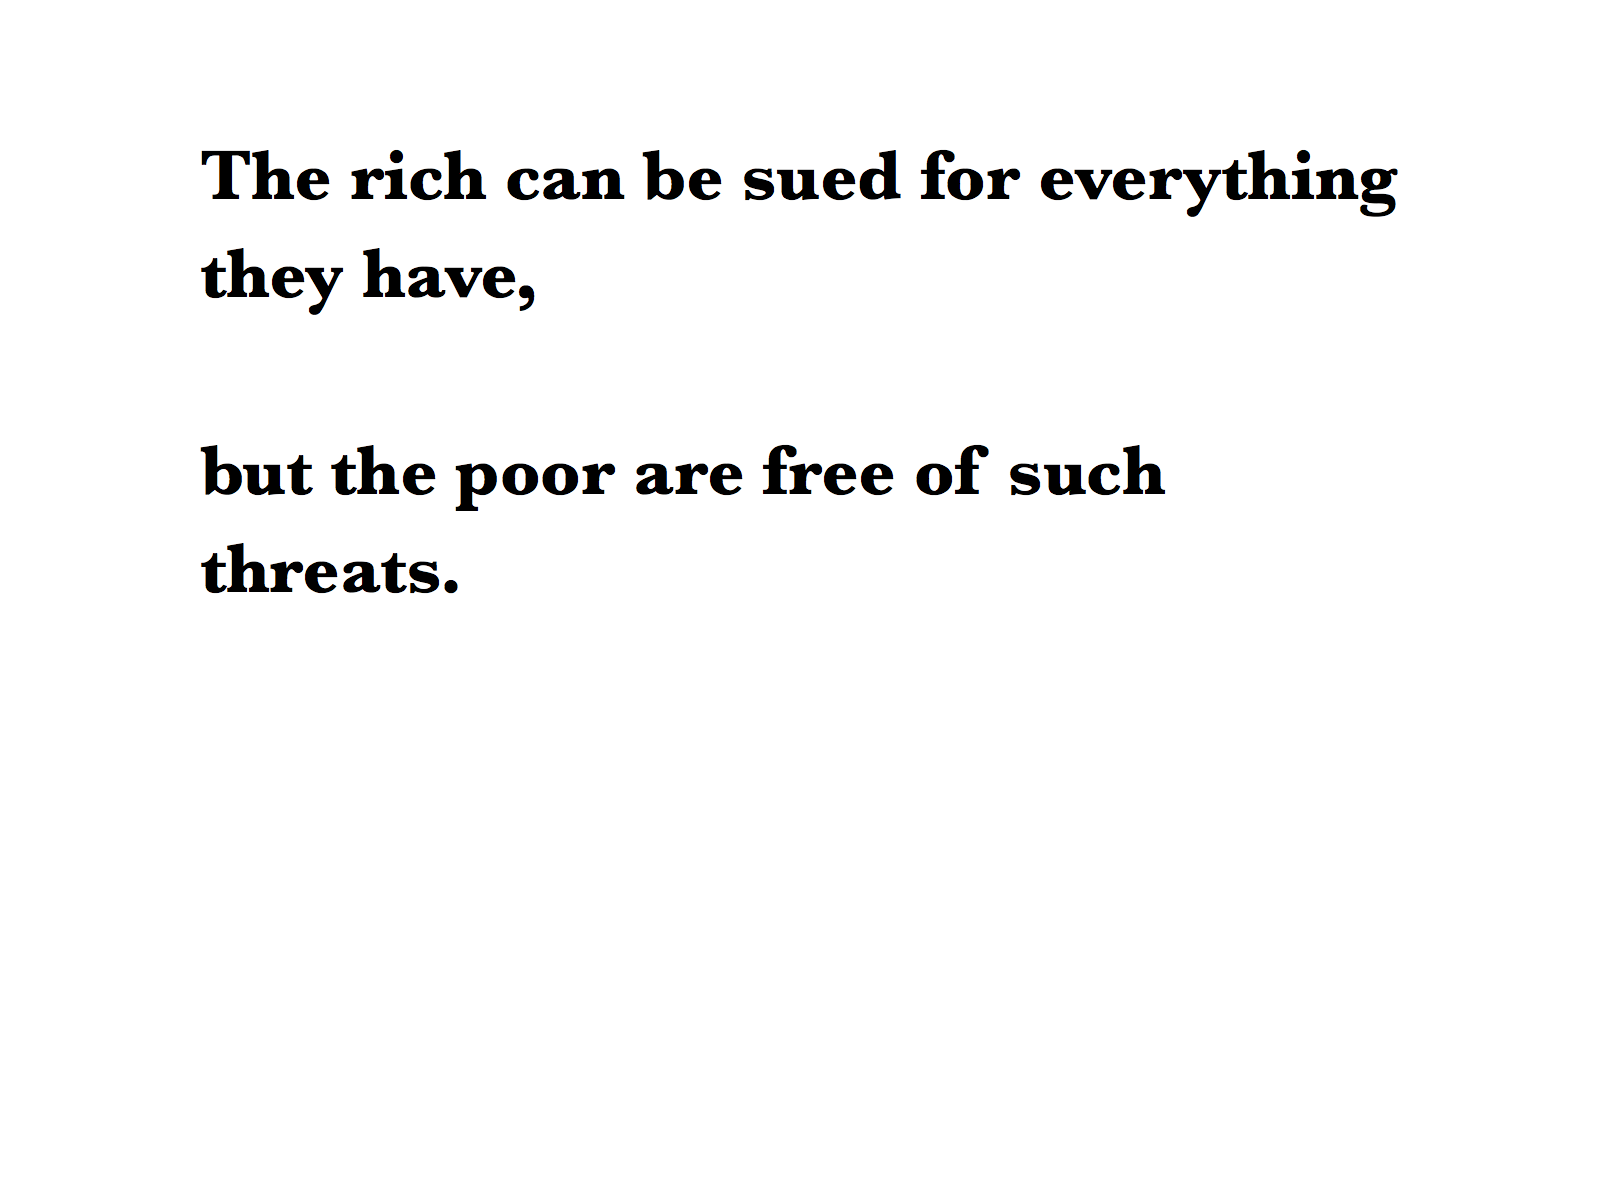 The rich can be sued for everything
they have,
but the poor are free of such
threats.